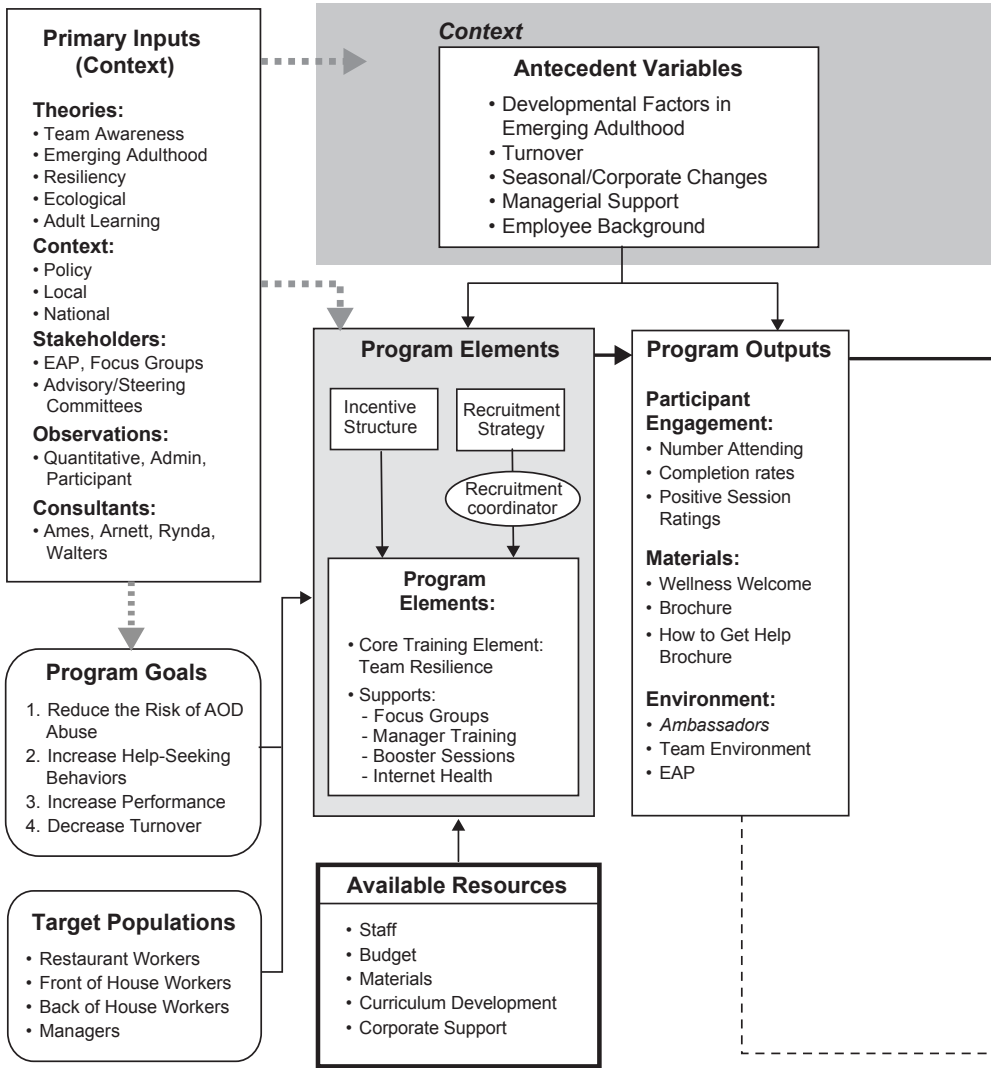 Primary Inputs
(Context)
Theories:
• Team Awareness
• Emerging Adulthood
• Resiliency
• Ecological
• Adult Learning
Context:
• Policy
• Local
• National
Stakeholders:
• EAP, Focus Groups
• Advisory/Steering
Committees
Observations:
• Quantitative, Admin,
Participant
Consultants:
• Ames, Arnett, Rynda,
Walters
Program Goals
1. Reduce the Risk of AOD
Abuse
2. Increase Help-Seeking
Behaviors
3. Increase Performance
4. Decrease Turnover
Target Populations
• Restaurant Workers
• Front of House Workers
• Back of House Workers
• Managers
Context
Antecedent Variables
• Developmental Factors in
Emerging Adulthood
• Turnover
• Seasonal/Corporate Changes
• Managerial Support
• Employee Background
Program Elements
Incentive
Structure
Recruitment
Strategy
Recruitment
coordinator
Program
Elements:
• Core Training Element:
Team Resilience
• Supports:
- Focus Groups
- Manager Training
- Booster Sessions
- Internet Health
Available Resources
• Staff
• Budget
• Materials
• Curriculum Development
• Corporate Support
Program Outputs
Participant
Engagement:
• Number Attending
• Completion rates
• Positive Session
Ratings
Materials:
• Wellness Welcome
• Brochure
• How to Get Help
Brochure
Environment:
• Ambassadors
• Team Environment
• EAP